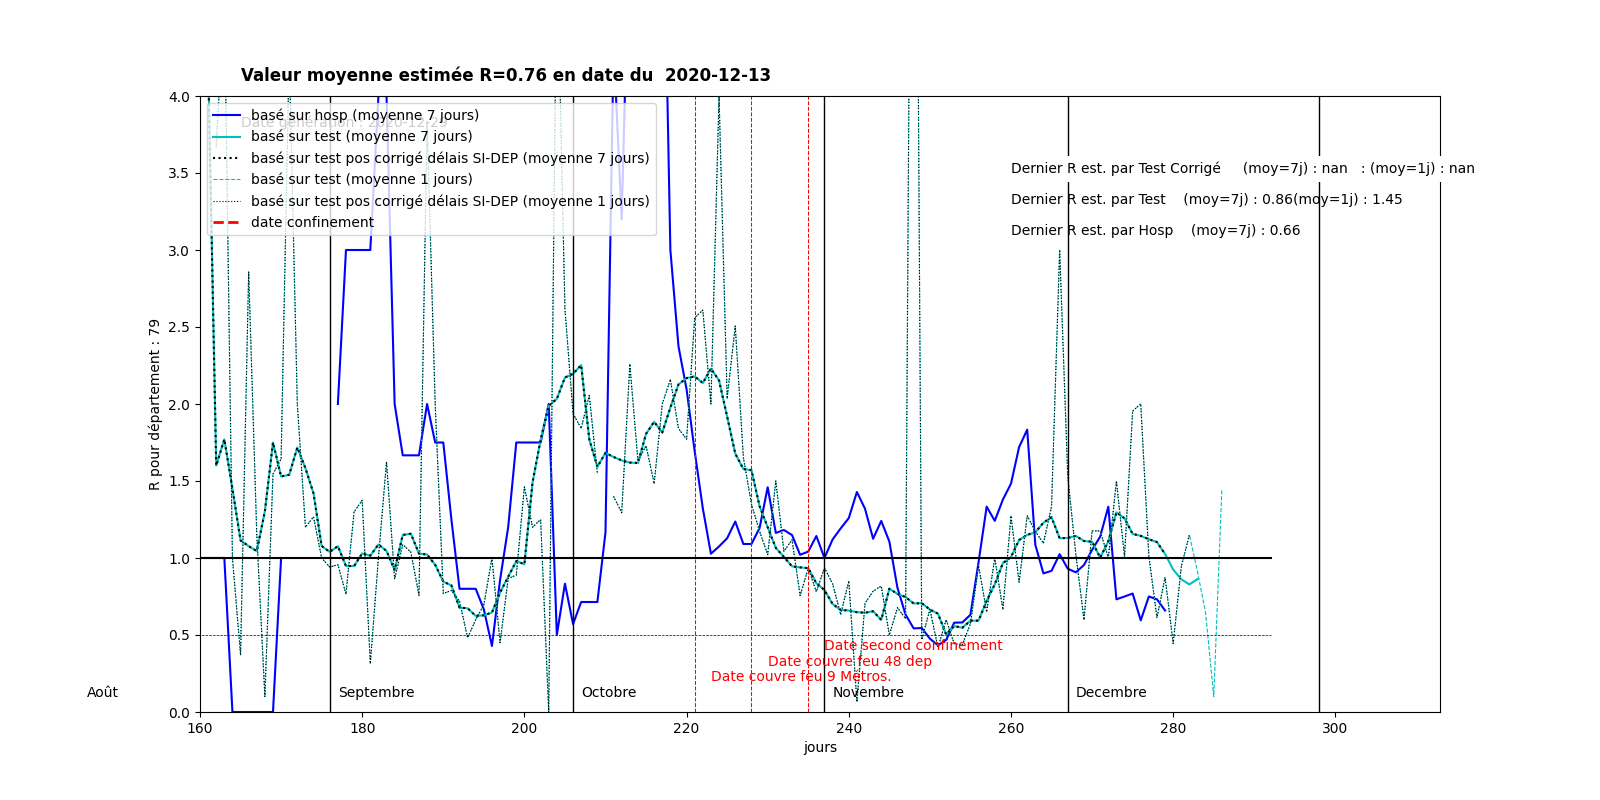 Valeur moyenne estimée R=0.76 en date du  2020-12-13
Date génération : 2020-12-29
basé sur hosp (moyenne 7 jours)
basé sur test (moyenne 7 jours)
basé sur test pos corrigé délais SI-DEP (moyenne 7 jours)
basé sur test (moyenne 1 jours)
basé sur test pos corrigé délais SI-DEP (moyenne 1 jours)
date confinement
Dernier R est. par Test Corrigé     (moy=7j) : nan   : (moy=1j) : nan
Dernier R est. par Test    (moy=7j) : 0.86(moy=1j) : 1.45
Dernier R est. par Hosp    (moy=7j) : 0.66
R pour département : 79
4.0
3.5
3.0
2.5
2.0
1.5
1.0
0.5
0.0
Date second confinement
Date couvre feu 48 dep
Date couvre feu 9 Métros.
Août
Septembre
Octobre
Novembre
Decembre
160
180
200
220
240
260
280
300
jours